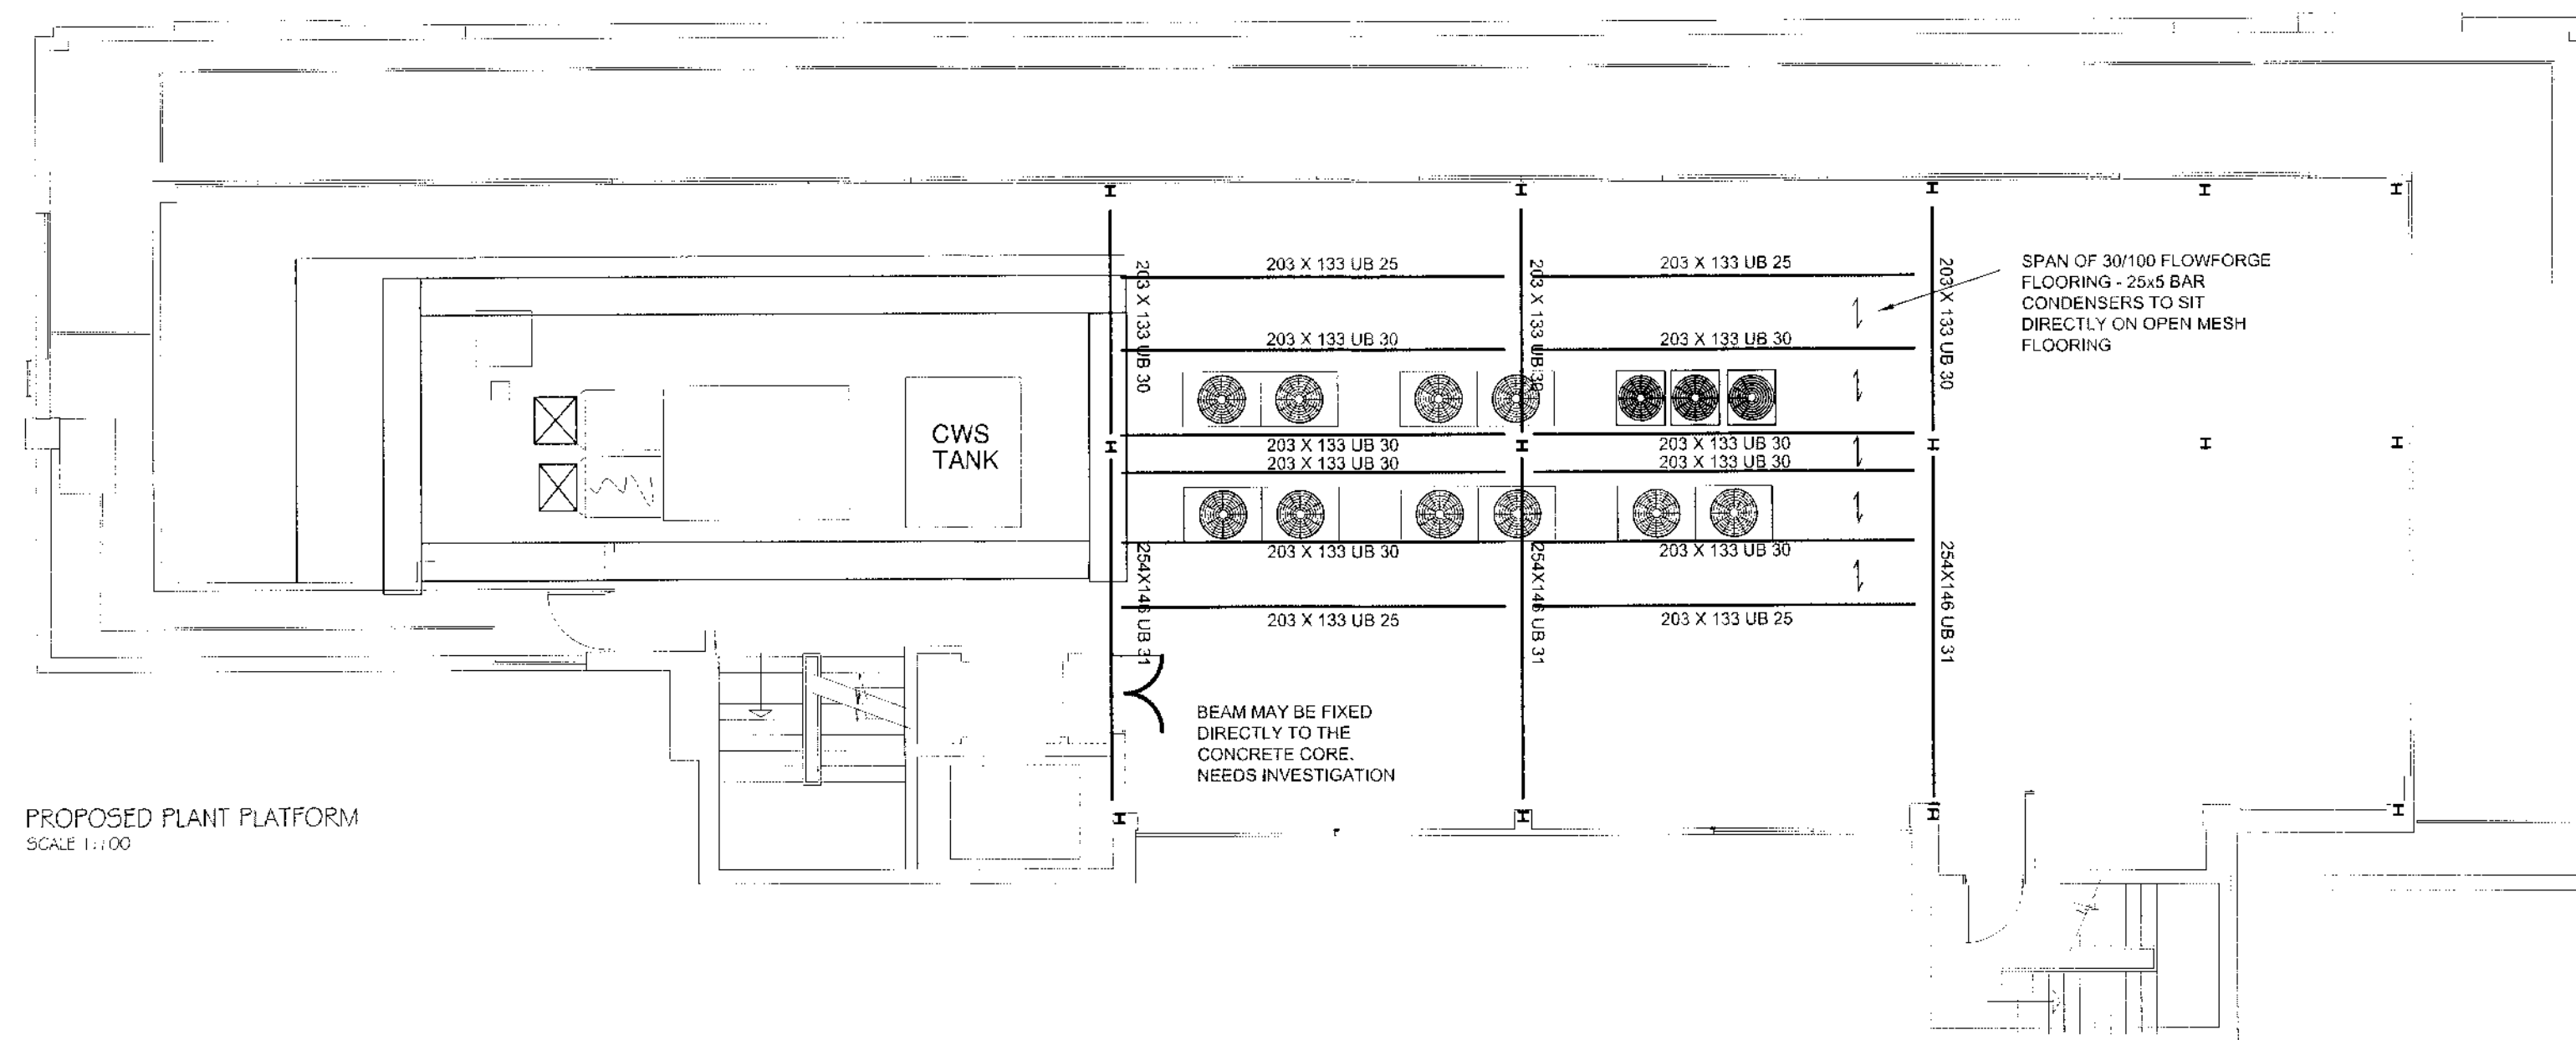 203 X 133 UB 25
203 X 133 UB 25
203 X 133 UB 30
203 X 133 UB 30
203 X 133 UB 30
SPAN OF 30/100 FLOWFORGE
FLOORING - 25x5 BAR
CONDENSERS TO SIT
DIRECTLY ON OPEN MESH
FLOORING
203 X 133 UB 30
203 X 133 UB 30
CWS
TANK
203 X 133 UB 30
203 X 133 UB 30
203 X 133 UB 30
203 X 133 UB 30
203 X 133 UB 30
203 X 133 UB 30
254X146 UB 31
254X146 UB 31
254X146 UB 31
203 X 133 UB 25
203 X 133 UB 25
BEAM MAY BE FIXED
DIRECTLY TO THE
CONCRETE CORE.
NEEDS INVESTIGATION
PROPOSED PLANT PLATFORM
SCALE 1:100